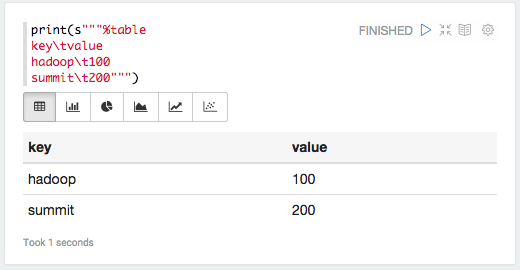 print(s"""%table
key\tvalue
hadoop\t100
summit\t200""")
FINISHED
key value
hadoop 100
summit 200
Took 1 seconds